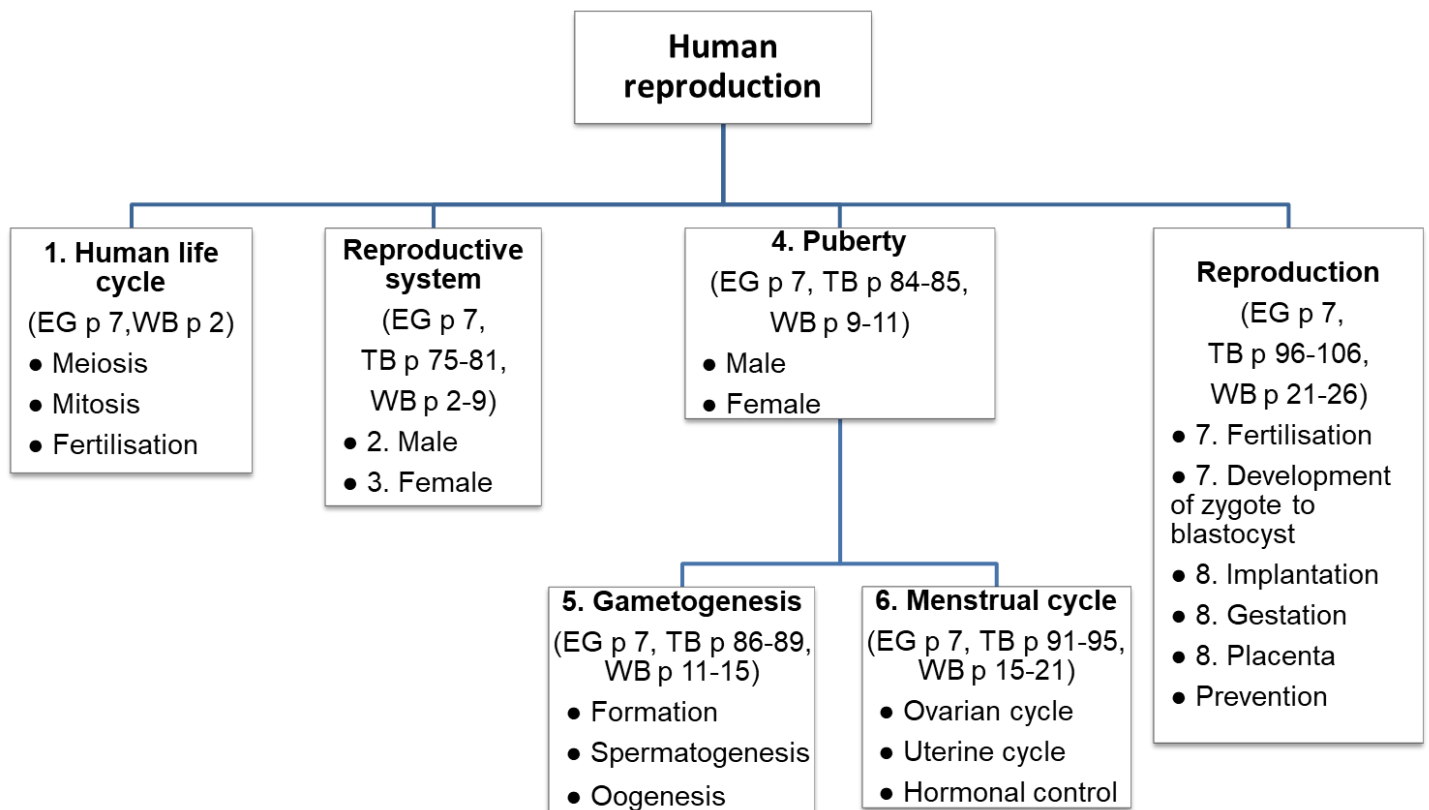 Human
reproduction
1. Human life
cycle
(EG p 7,WB p 2)
● Meiosis
● Mitosis
● Fertilisation
Reproductive
system
(EG p 7,
TB p 75-81,
WB p 2-9)
● 2. Male
● 3. Female
4. Puberty
(EG p 7, TB p 84-85,
WB p 9-11)
● Male
● Female
5. Gametogenesis
(EG p 7, TB p 86-89,
WB p 11-15)
● Formation
● Spermatogenesis
● Oogenesis
6. Menstrual cycle
(EG p 7, TB p 91-95,
WB p 15-21)
● Ovarian cycle
● Uterine cycle
● Hormonal control
Reproduction
(EG p 7,
TB p 96-106,
WB p 21-26)
● 7. Fertilisation
● 7. Development
of zygote to
blastocyst
● 8. Implantation
● 8. Gestation
● 8. Placenta
● Prevention